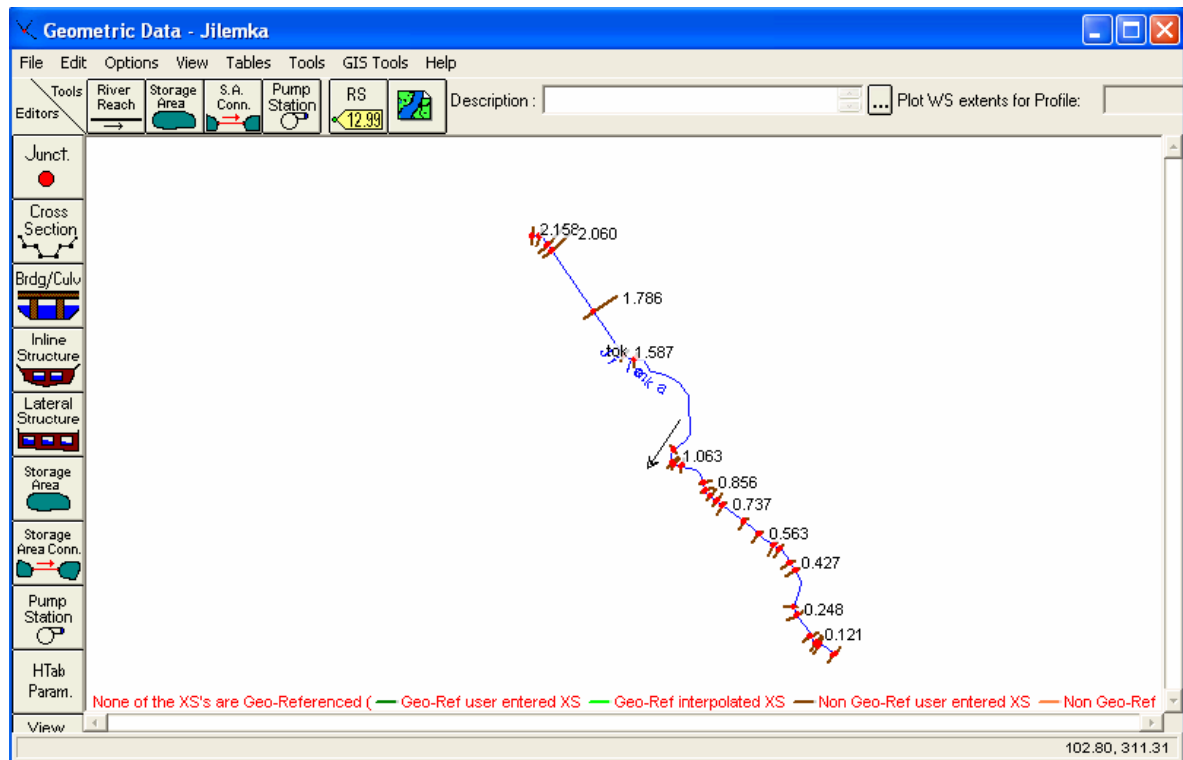 Geometric Data - Jilemka
File Edit Options View Tables Tools GIS Tools Help
Tools
Editors
River
Reach
Storage
Area
S.A.
Conn.
Pump
Station
RS
12.99
Description :
...
Plot WS extents for Profile:
Junct.
Cross
Section
Brdg/Culv
Inline
Structure
Lateral
Structure
Storage
Area
Storage
Area Conn.
Pump
Station
HTab
Param.
View
2.158
2.060
1.786
tok
1.587
1.063
0.856
0.737
0.563
0.427
0.248
0.121
None of the XS's are Geo-Referenced ( Geo-Ref user entered XS Geo-Ref interpolated XS Non Geo-Ref user entered XS Non Geo-Ref
102.80, 311.31